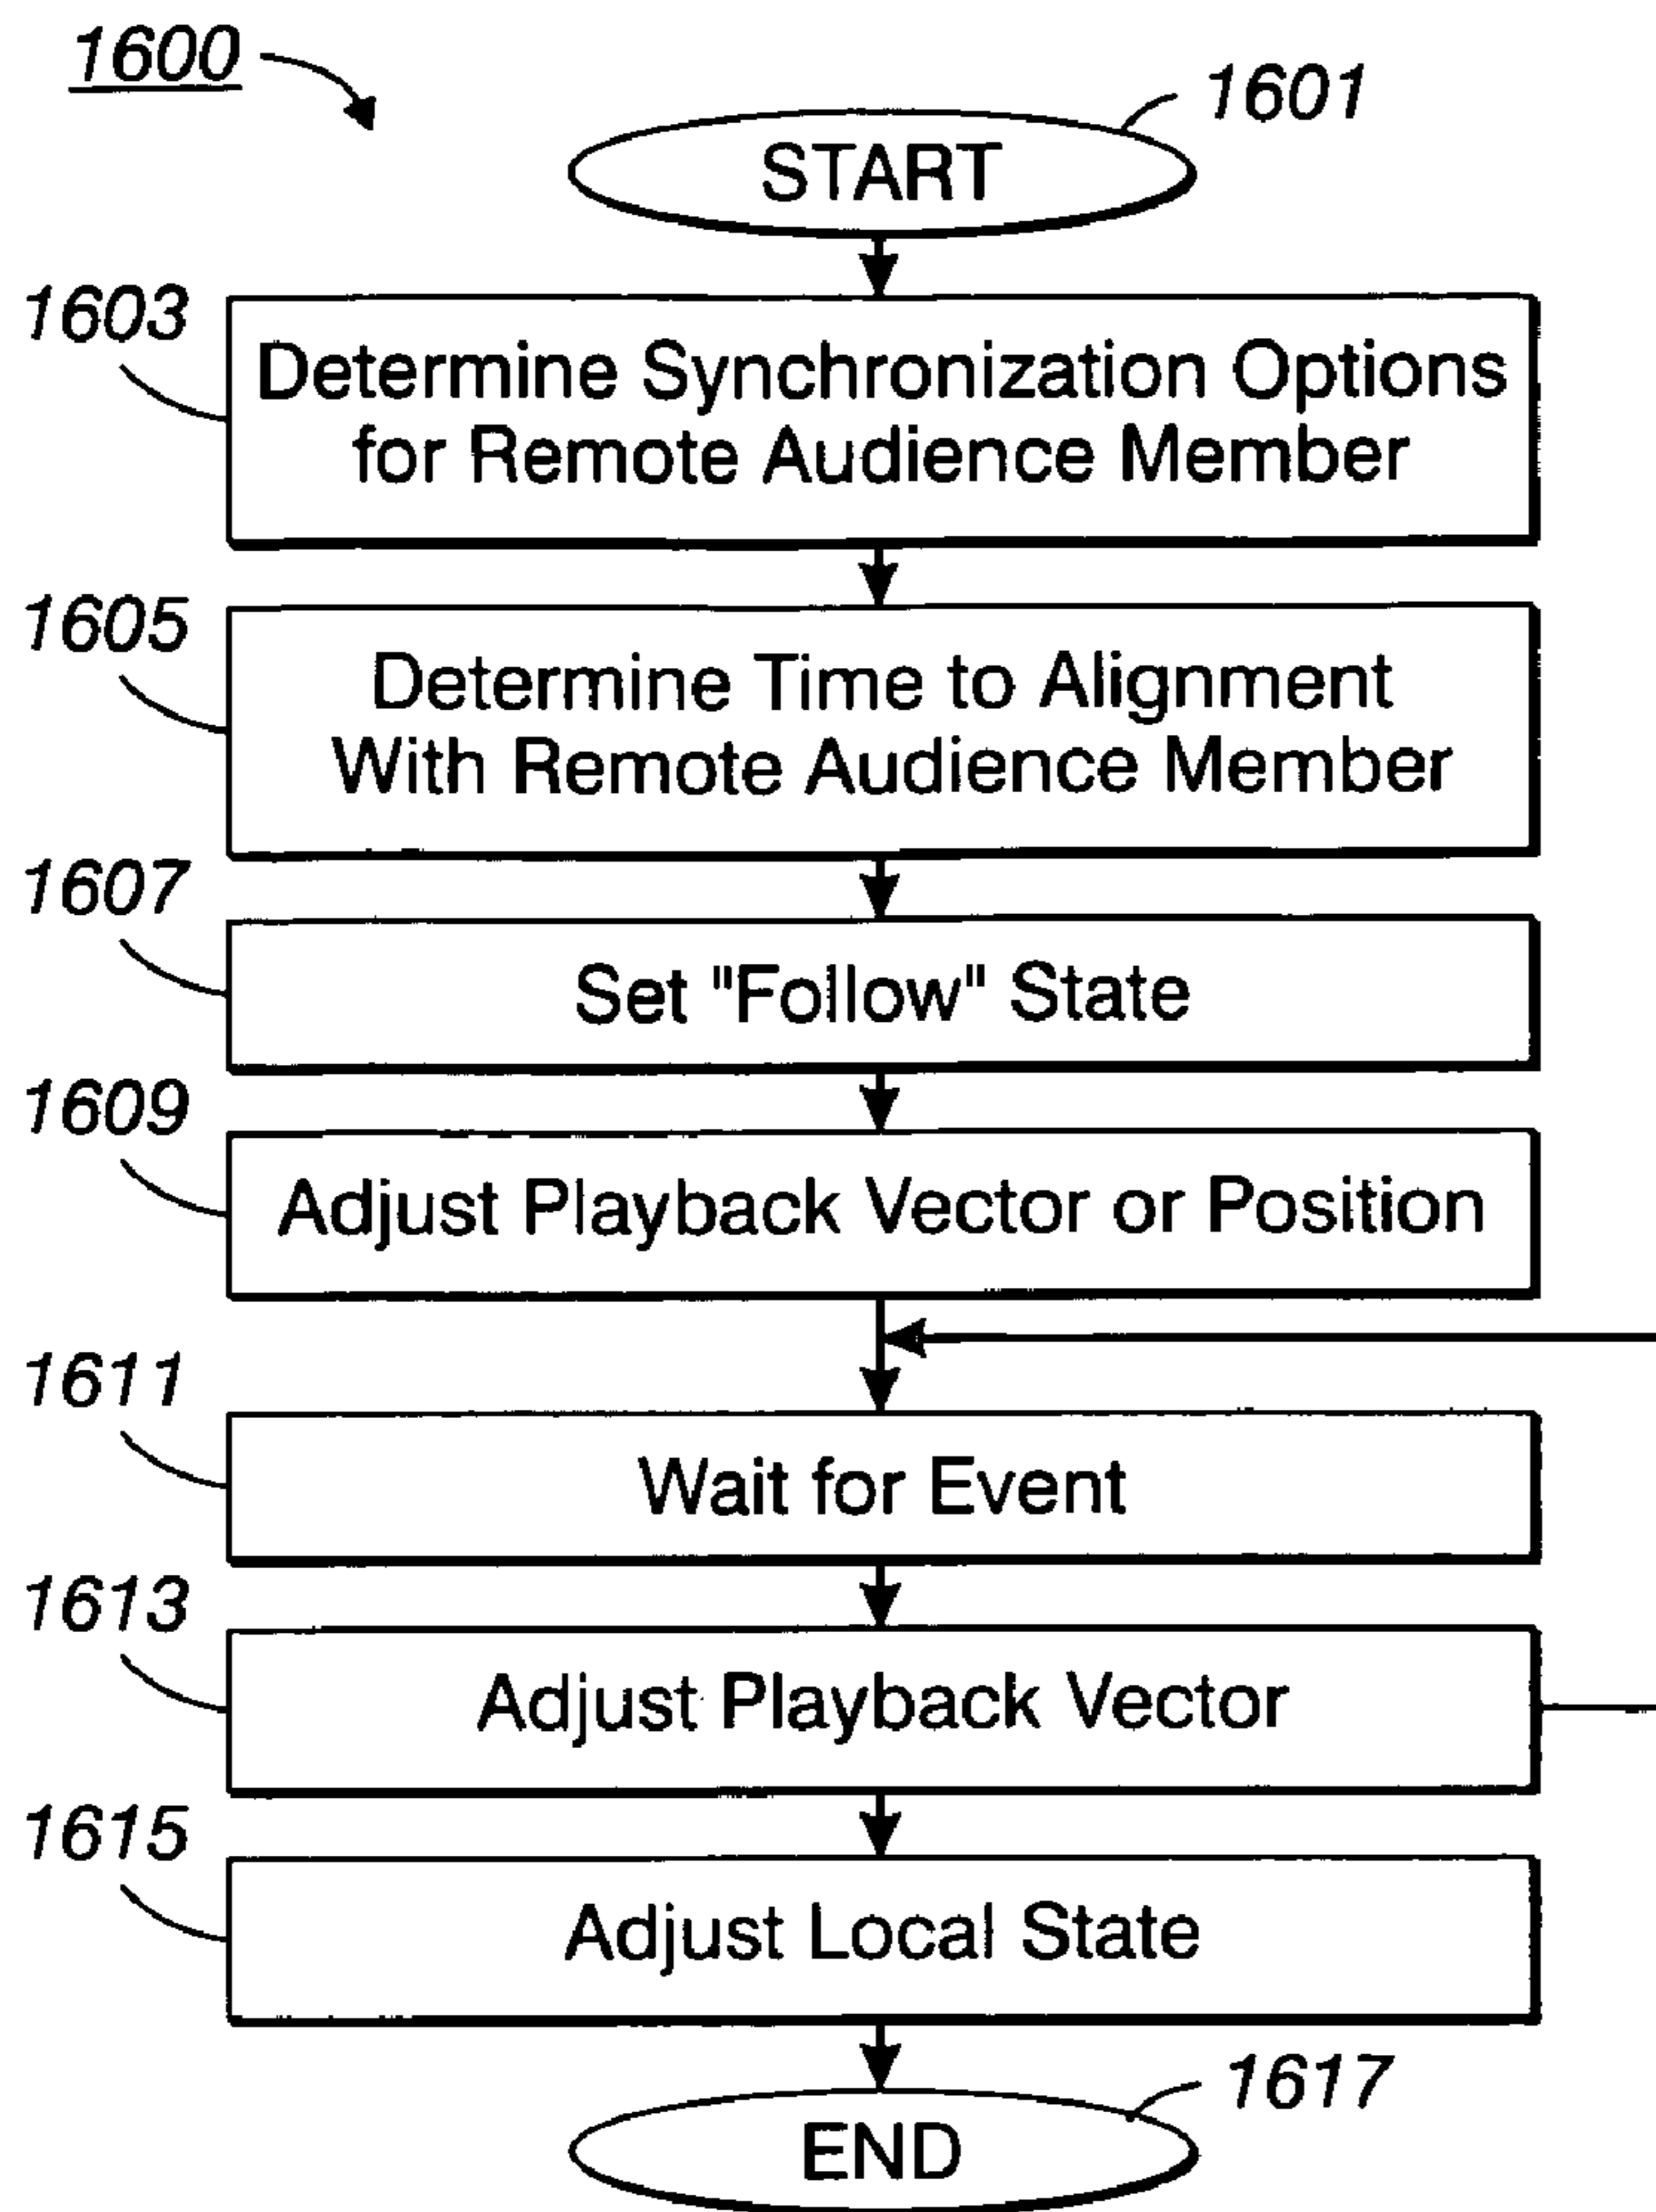 1600
1601
START
1603
Determine Synchronization Options
for Remote Audience Member
1605
Determine Time to Alignment
With Remote Audience Member
1607
Set "Follow" State
1609
Adjust Playback Vector or Position
1611
Wait for Event
1613
Adjust Playback Vector
1615
Adjust Local State
1617
END